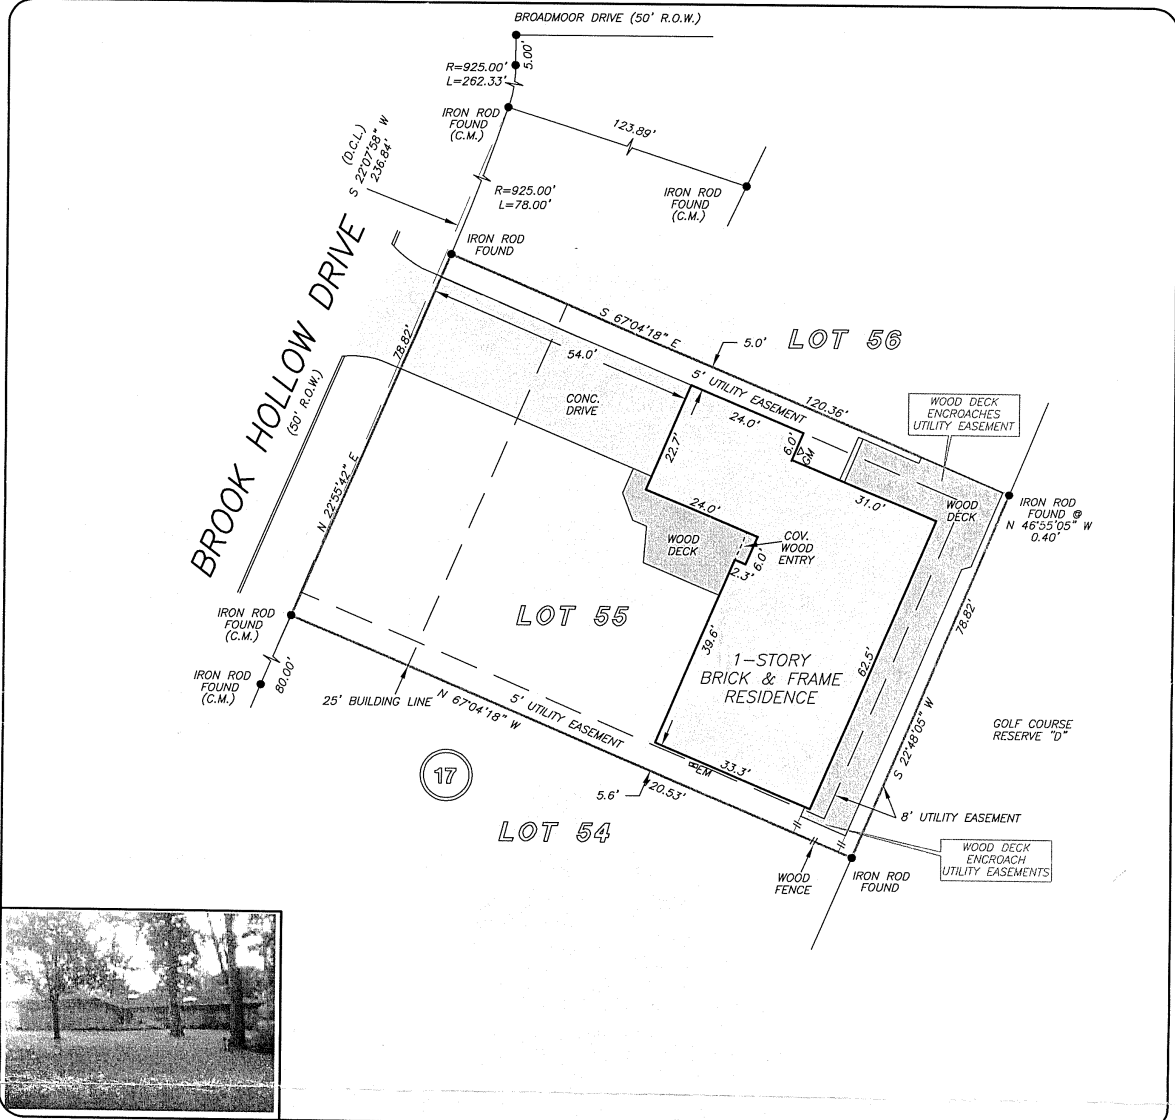 BROADMOOR DRIVE (50' R.O.W.)
5.00'
R=925.00'
L=262.33'
IRON ROD
FOUND
(C.M.)
123.89'
(D.C.L.)
S 22°07'58" W
236.84'
R=925.00'
L=78.00'
IRON ROD
FOUND
(C.M.)
IRON ROD
FOUND
BROOK HOLLOW DRIVE
(50' R.O.W.)
78.82'
N 22°55'42" E
S 67°04'18" E
5.0'
LOT 56
54.0'
5' UTILITY EASEMENT
120.36'
CONC.
DRIVE
24.0'
6.0'
GM
22.7'
WOOD DECK
ENCROACHES
UTILITY EASEMENT
31.0'
WOOD
DECK
IRON ROD
FOUND @
N 46°55'05" W
0.40'
24.0'
WOOD
DECK
COV.
WOOD
ENTRY
6.0'
2.3'
LOT 55
39.6'
1-STORY
BRICK & FRAME
RESIDENCE
62.5'
78.82'
S 22°48'05" W
IRON ROD
FOUND
(C.M.)
IRON ROD
FOUND
(C.M.)
80.00'
25' BUILDING LINE
N 67°04'18" W
5' UTILITY EASEMENT
GOLF COURSE
RESERVE "D"
17
EM
33.3'
5.6'
20.53'
LOT 54
8' UTILITY EASEMENT
WOOD DECK
ENCROACH
UTILITY EASEMENTS
WOOD
FENCE
IRON ROD
FOUND